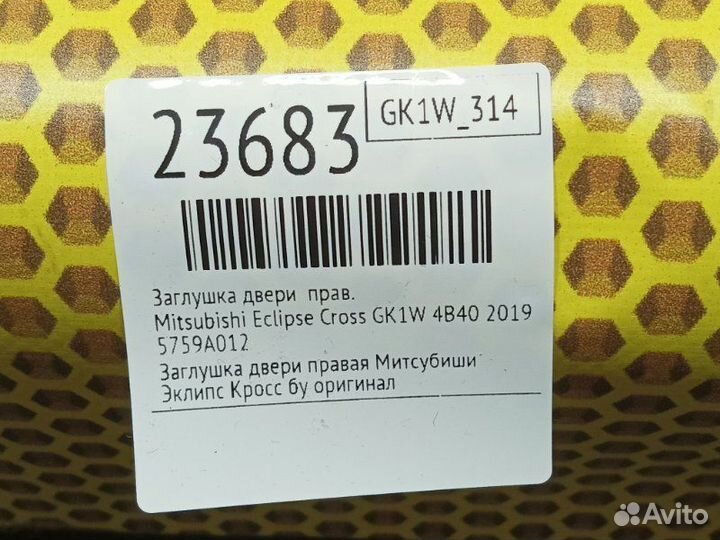 23683
GK1W_314
Заглушка двери прав.
Mitsubishi Eclipse Cross GK1W 4B40 2019
5759A012
Заглушка двери правая Митсубиши
Эклипс Кросс бу оригинал
Avito